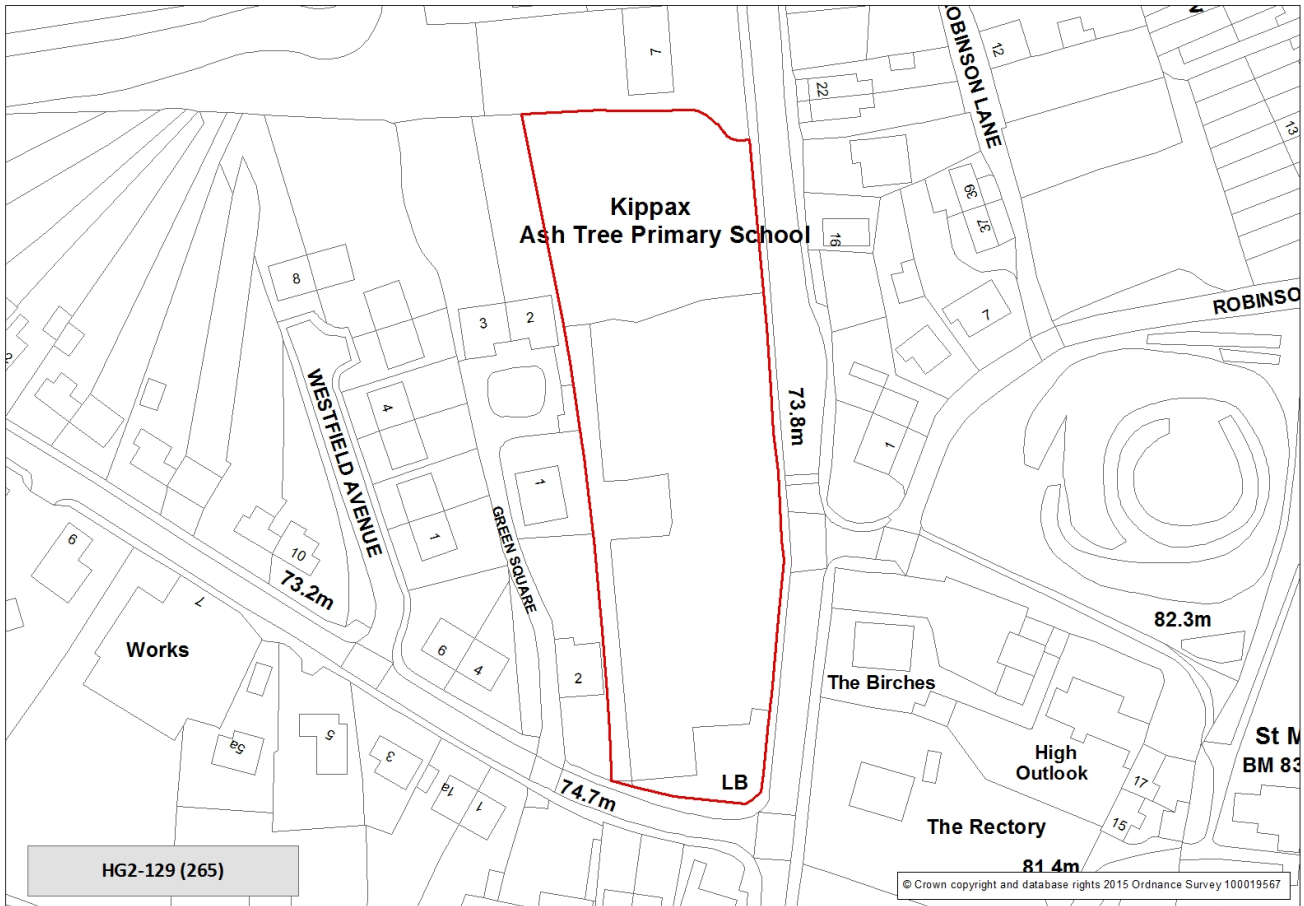 ROBINSON LANE
12
7
22
13
39
37
Kippax
Ash Tree Primary School
16
8
3
2
7
ROBINSO
WESTFIELD AVENUE
4
73.8m
1
1
1
GREEN SQUARE
6
10
73.2m
7
Works
82.3m
6
4
2
The Birches
St M
BM 83
5
5a
3
1a
1
High
Outlook
17
15
LB
74.7m
The Rectory
81.4m
HG2-129 (265)
© Crown copyright and database rights 2015 Ordnance Survey 100019567